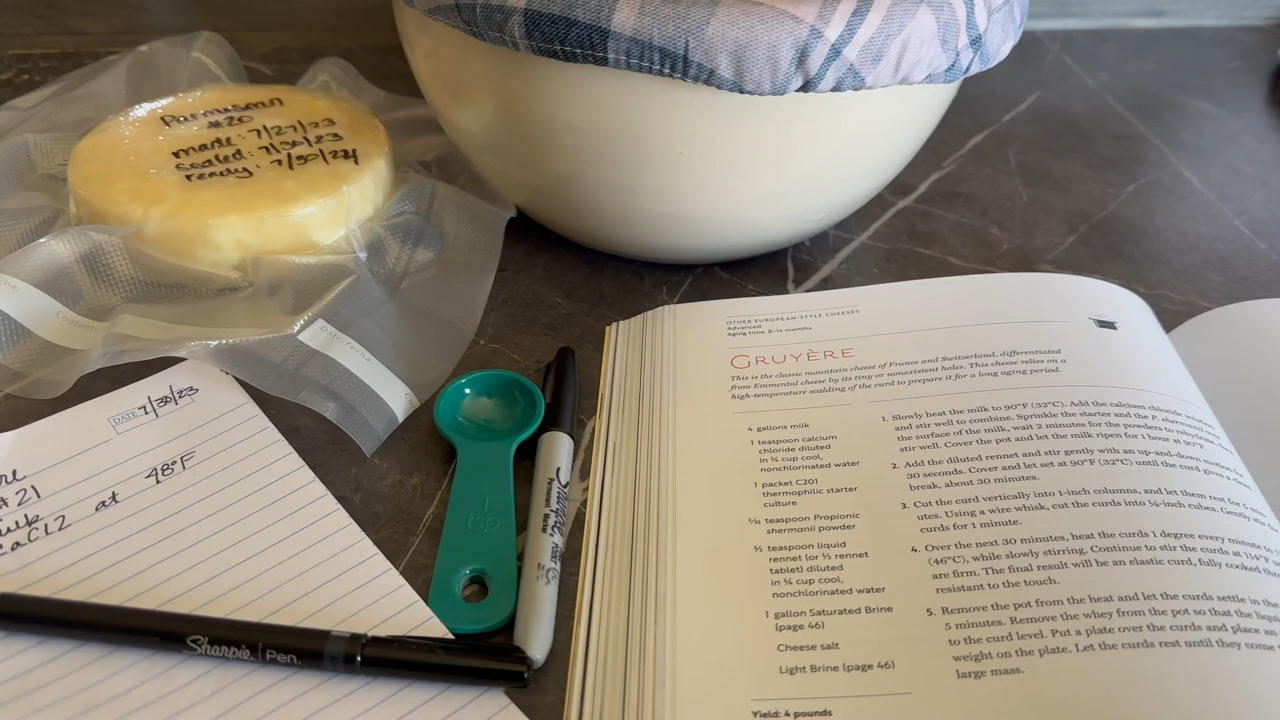 Parmesan
#20
made: 7/27/23
sealed: 7/30/23
ready: 7/30/24
Date/Fecha:
DATE 7/30/23
#21
CaCl2 at 48°F
Sharpie Pen.
1
tsp
Sharpie
Permanent Marker
OTHER EUROPEAN-STYLE CHEESES
Advanced
Aging time: 8–14 months
GRUYÈRE
This is the classic mountain cheese of France and Switzerland, differentiated
from Emmental cheese by its tiny or nonexistent holes. This cheese relies on a
high-temperature scalding of the curd to prepare it for a long aging period.
4 gallons milk
1 teaspoon calcium
chloride diluted
in ¼ cup cool,
nonchlorinated water
1 packet C201
thermophilic starter
culture
teaspoon Propionic
shermanii powder
½ teaspoon liquid
rennet (or ½ rennet
tablet) diluted
in ¼ cup cool,
nonchlorinated water
1 gallon Saturated Brine
(page 46)
Cheese salt
Light Brine (page 46)
Yield: 4 pounds
1. Slowly heat the milk to 90°F (32°C). Add the calcium chloride solution
and stir well to combine. Sprinkle the starter and the P. shermanii
the surface of the milk, wait 2 minutes for the powders to rehydrate,
stir well. Cover the pot and let the milk ripen for 1 hour at 90°F.
2. Add the diluted rennet and stir gently with an up-and-down motion for
30 seconds. Cover and let set at 90°F (32°C) until the curd gives a clean
break, about 30 minutes.
3. Cut the curd vertically into 1-inch columns, and let them rest for 5 min-
utes. Using a wire whisk, cut the curds into ¼-inch cubes. Gently stir the
curds for 1 minute.
4. Over the next 30 minutes, heat the curds 1 degree every minute to
(46°C), while slowly stirring. Continue to stir the curds at 114°F
are firm. The final result will be an elastic curd, fully cooked
resistant to the touch.
5. Remove the pot from the heat and let the curds settle in the
5 minutes. Remove the whey from the pot so that the liquid
to the curd level. Put a plate over the curds and place an
weight on the plate. Let the curds rest until they come
large mass.